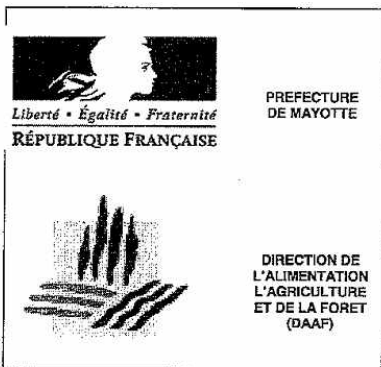 Liberté • Égalité • Fraternité
RÉPUBLIQUE FRANÇAISE
PREFECTURE
DE MAYOTTE
DIRECTION DE
L'ALIMENTATION
L'AGRICULTURE
ET DE LA FORET
(DAAF)